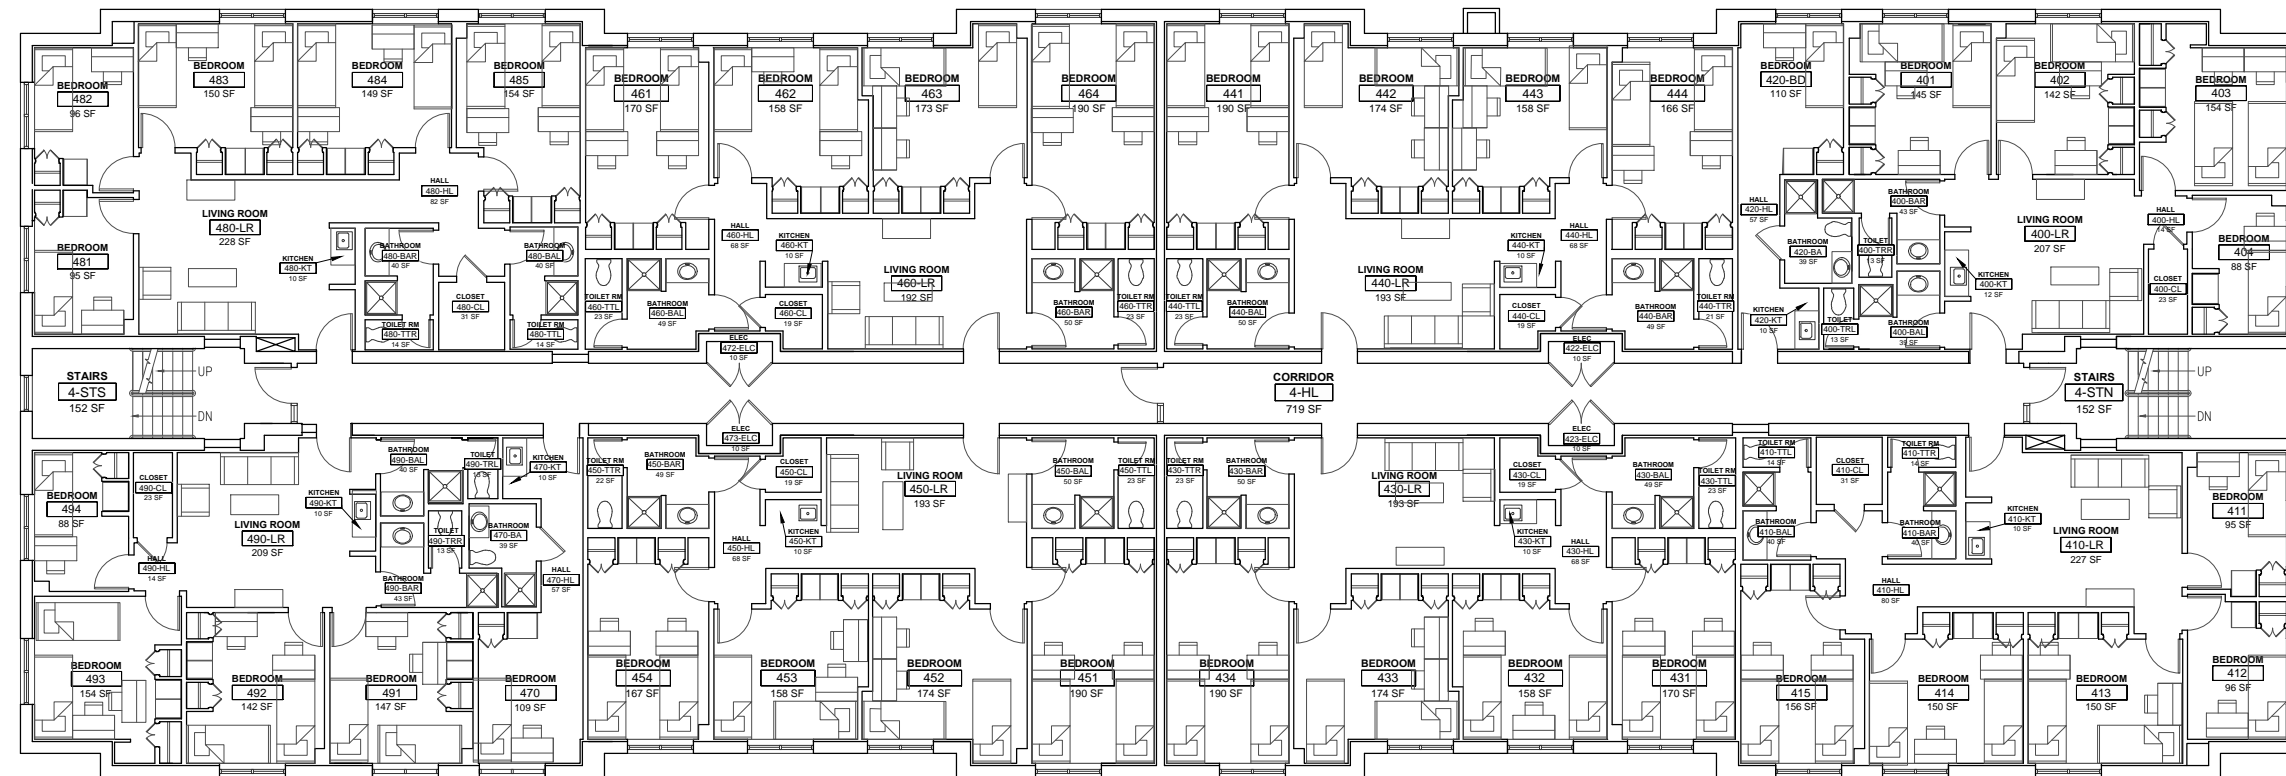 BEDROOM
482
96 SF
BEDROOM
483
150 SF
BEDROOM
484
149 SF
BEDROOM
485
154 SF
BEDROOM
461
170 SF
BEDROOM
462
158 SF
BEDROOM
463
173 SF
BEDROOM
464
190 SF
BEDROOM
441
190 SF
BEDROOM
442
174 SF
BEDROOM
443
158 SF
BEDROOM
444
166 SF
BEDROOM
420-BD
110 SF
BEDROOM
401
145 SF
BEDROOM
402
142 SF
BEDROOM
403
154 SF
BEDROOM
481
95 SF
LIVING ROOM
480-LR
228 SF
HALL
480-HL
82 SF
KITCHEN
480-KT
10 SF
BATHROOM
480-BAR
40 SF
TOILET RM
480-TTR
14 SF
CLOSET
480-CL
31 SF
BATHROOM
480-BAL
40 SF
TOILET RM
480-TTL
14 SF
TOILET RM
460-TTL
23 SF
BATHROOM
460-BAL
49 SF
HALL
460-HL
68 SF
KITCHEN
460-KT
10 SF
CLOSET
460-CL
19 SF
LIVING ROOM
460-LR
192 SF
BATHROOM
460-BAR
50 SF
TOILET RM
460-TTR
23 SF
TOILET RM
440-TTL
23 SF
BATHROOM
440-BAL
50 SF
LIVING ROOM
440-LR
193 SF
KITCHEN
440-KT
10 SF
CLOSET
440-CL
19 SF
HALL
440-HL
68 SF
BATHROOM
440-BAR
49 SF
TOILET RM
440-TTR
21 SF
HALL
420-HL
57 SF
BATHROOM
420-BA
39 SF
KITCHEN
420-KT
10 SF
BATHROOM
400-BAR
43 SF
TOILET
400-TRR
13 SF
TOILET
400-TRL
13 SF
BATHROOM
400-BAL
39 SF
KITCHEN
400-KT
12 SF
LIVING ROOM
400-LR
207 SF
HALL
400-HL
14 SF
CLOSET
400-CL
23 SF
BEDROOM
404
88 SF
ELEC
472-ELC
10 SF
ELEC
422-ELC
10 SF
STAIRS
4-STS
152 SF
UP
DN
CORRIDOR
4-HL
719 SF
STAIRS
4-STN
152 SF
UP
DN
ELEC
473-ELC
10 SF
ELEC
423-ELC
10 SF
BEDROOM
494
88 SF
CLOSET
490-CL
23 SF
HALL
490-HL
14 SF
LIVING ROOM
490-LR
209 SF
KITCHEN
490-KT
10 SF
BATHROOM
490-BAL
40 SF
TOILET
490-TRL
TOILET
490-TRR
13 SF
BATHROOM
490-BAR
43 SF
KITCHEN
470-KT
10 SF
BATHROOM
470-BA
39 SF
HALL
470-HL
57 SF
TOILET RM
450-TTR
22 SF
BATHROOM
450-BAR
49 SF
HALL
450-HL
68 SF
CLOSET
450-CL
19 SF
KITCHEN
450-KT
10 SF
LIVING ROOM
450-LR
193 SF
BATHROOM
450-BAL
50 SF
TOILET RM
450-TTL
23 SF
TOILET RM
430-TTR
23 SF
BATHROOM
430-BAR
50 SF
LIVING ROOM
430-LR
193 SF
CLOSET
430-CL
19 SF
KITCHEN
430-KT
10 SF
HALL
430-HL
68 SF
BATHROOM
430-BAL
49 SF
TOILET RM
430-TTL
23 SF
TOILET RM
410-TTL
14 SF
BATHROOM
410-BAL
40 SF
CLOSET
410-CL
31 SF
TOILET RM
410-TTR
14 SF
BATHROOM
410-BAR
40 SF
KITCHEN
410-KT
10 SF
LIVING ROOM
410-LR
227 SF
HALL
410-HL
80 SF
BEDROOM
411
95 SF
BEDROOM
493
154 SF
BEDROOM
492
142 SF
BEDROOM
491
147 SF
BEDROOM
470
109 SF
BEDROOM
454
167 SF
BEDROOM
453
158 SF
BEDROOM
452
174 SF
BEDROOM
451
190 SF
BEDROOM
434
190 SF
BEDROOM
433
174 SF
BEDROOM
432
158 SF
BEDROOM
431
170 SF
BEDROOM
415
156 SF
BEDROOM
414
150 SF
BEDROOM
413
150 SF
BEDROOM
412
96 SF